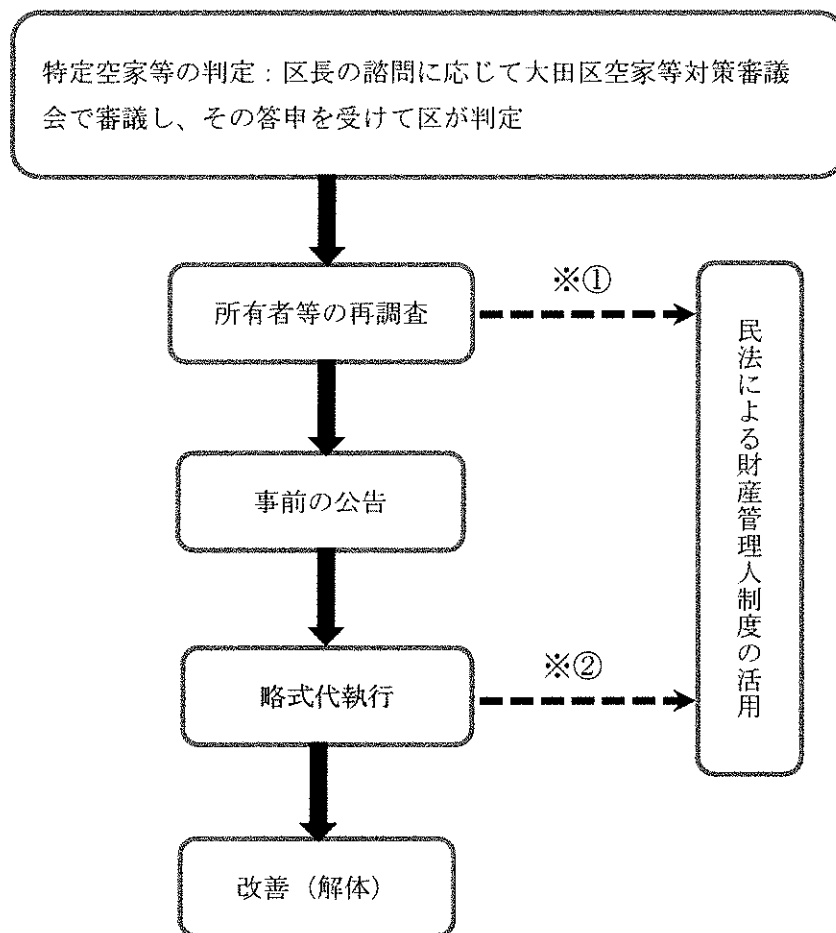 特定空家等の判定：区長の諮問に応じて大田区空家等対策審議
会で審議し、その答申を受けて区が判定
所有者等の再調査
※①
民法による財産管理人制度の活用
事前の公告
略式代執行
※②
改善（解体）